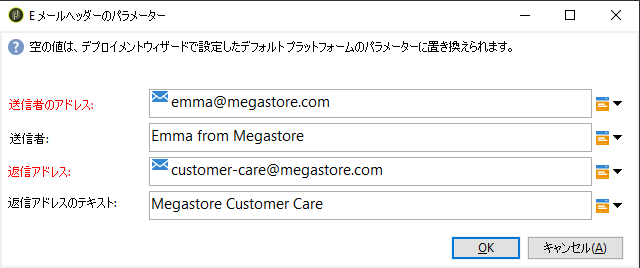 Eメールヘッダーのパラメーター
空の値は、デプロイメントウィザードで設定したデフォルトプラットフォームのパラメーターに置き換えられます。
送信者のアドレス: emma@megastore.com
送信者: Emma from Megastore
返信アドレス: customer-care@megastore.com
返信アドレスのテキスト: Megastore Customer Care
OK キャンセル(A)